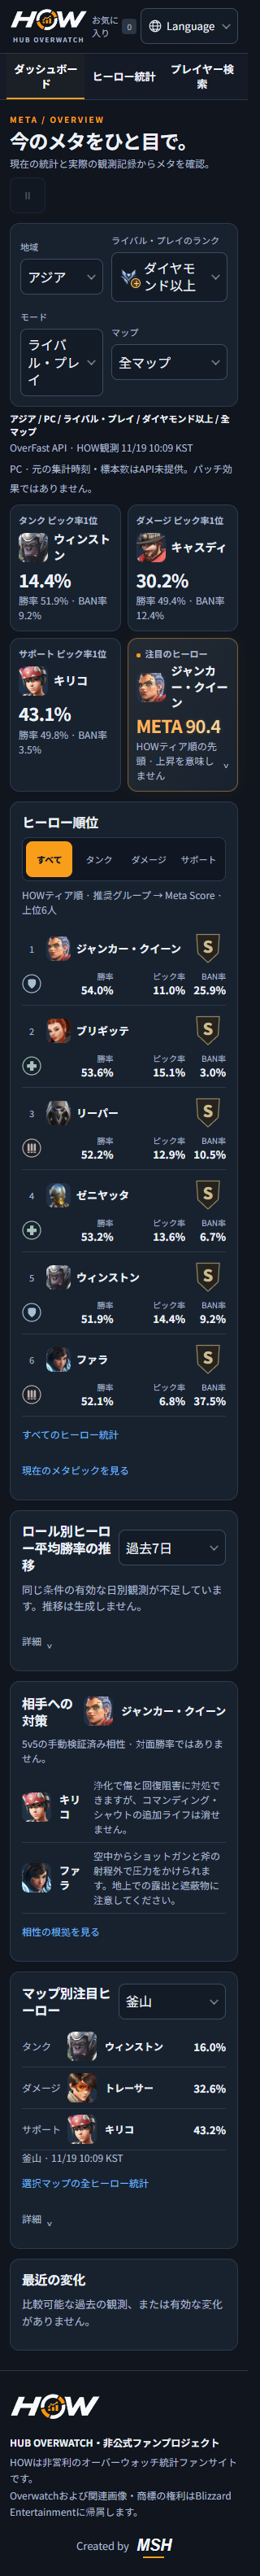 HOW
HUB OVERWATCH
お気に
入り
0
Language
ダッシュボー
ド
ヒーロー統計
プレイヤー検
索
META / OVERVIEW
今のメタをひと目で。
現在の統計と実際の観測記録からメタを確認。
地域
アジア
ライバル・プレイのランク
ダイヤモ
ンド以上
モード
ライバ
ル・プレ
イ
マップ
全マップ
アジア / PC / ライバル・プレイ / ダイヤモンド以上 / 全
マップ
OverFast API · HOW観測 11/19 10:09 KST
PC · 元の集計時刻・標本数はAPI未提供。パッチ効
果ではありません。
タンク ピック率1位
ウィンスト
ン
14.4%
勝率 51.9% · BAN率
9.2%
ダメージ ピック率1位
キャスディ
30.2%
勝率 49.4% · BAN率
12.4%
サポート ピック率1位
キリコ
43.1%
勝率 49.8% · BAN率
3.5%
注目のヒーロー
ジャンカ
ー・クイー
ン
META 90.4
HOWティア順の先
頭 · 上昇を意味し
ません
ヒーロー順位
すべて
タンク
ダメージ
サポート
HOWティア順 · 推奨グループ → Meta Score ·
上位6人
1
ジャンカー・クイーン
S
勝率
54.0%
ピック率
11.0%
BAN率
25.9%
2
ブリギッテ
S
勝率
53.6%
ピック率
15.1%
BAN率
3.0%
3
リーパー
S
勝率
52.2%
ピック率
12.9%
BAN率
10.5%
4
ゼニヤッタ
S
勝率
53.2%
ピック率
13.6%
BAN率
6.7%
5
ウィンストン
S
勝率
51.9%
ピック率
14.4%
BAN率
9.2%
6
ファラ
S
勝率
52.1%
ピック率
6.8%
BAN率
37.5%
すべてのヒーロー統計
現在のメタピックを見る
ロール別ヒーロ
ー平均勝率の推
移
過去7日
同じ条件の有効な日別観測が不足していま
す。推移は生成しません。
詳細
相手への
対策
ジャンカー・クイーン
5v5の手動検証済み相性 · 対面勝率ではありま
せん。
キリ
コ
浄化で傷と回復阻害に対処で
きますが、コマンディング・
シャウトの追加ライフは消せ
ません。
ファ
ラ
空中からショットガンと斧の
射程外で圧力をかけられま
す。地上での露出と遮蔽物に
注意してください。
相性の根拠を見る
マップ別注目ヒ
ーロー
釜山
タンク
ウィンストン
16.0%
ダメージ
トレーサー
32.6%
サポート
キリコ
43.2%
釜山 · 11/19 10:09 KST
選択マップの全ヒーロー統計
詳細
最近の変化
比較可能な過去の観測、または有効な変化
がありません。
HOW
HUB OVERWATCH · 非公式ファンプロジェクト
HOWは非営利のオーバーウォッチ統計ファンサイト
です。
Overwatchおよび関連画像・商標の権利はBlizzard
Entertainmentに帰属します。
Created by MSH